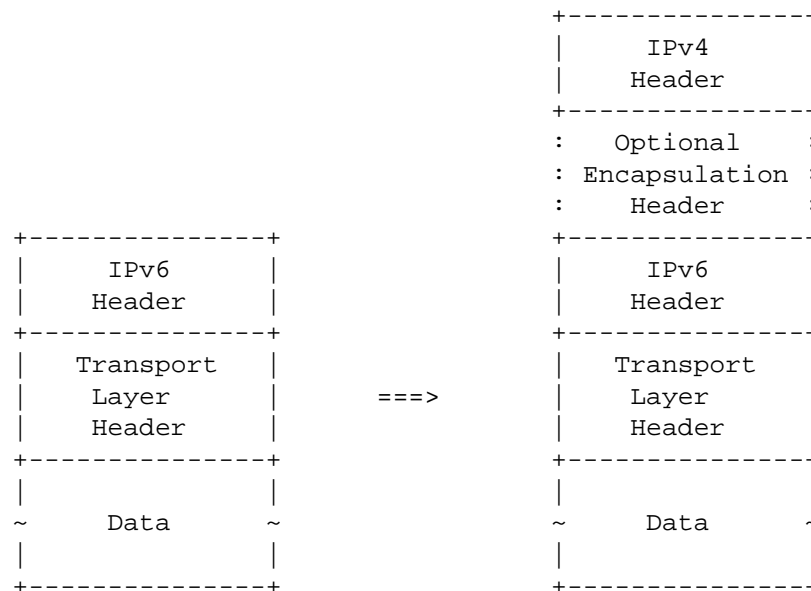 +---------------
|      IPv4
|     Header
+---------------
:   Optional    :
: Encapsulation :
:    Header     :
+---------------+                  +---------------
|     IPv6      |                  |      IPv6
|    Header     |                  |     Header
+---------------+                  +---------------
|   Transport   |                  |   Transport
|    Layer      |      ===>        |    Layer
|    Header     |                  |    Header
+---------------+                  +---------------
|               |                  |
~     Data      ~                  ~     Data      ~
|               |                  |
+---------------+                  +---------------